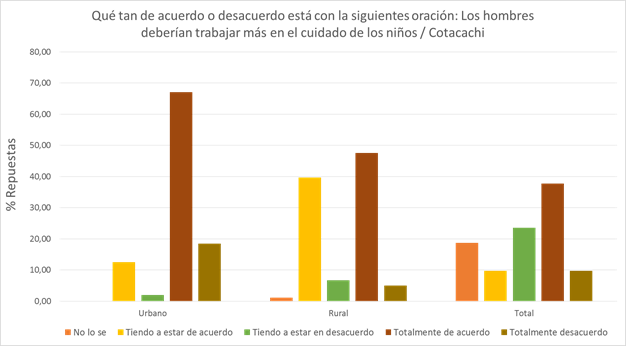 Qué tan de acuerdo o desacuerdo está con la siguientes oración: Los hombres
deberían trabajar más en el cuidado de los niños / Cotacachi
80,00
70,00
60,00
50,00
40,00
30,00
20,00
10,00
0,00
% Repuestas
Urbano
Rural
Total
No lo se
Tiendo a estar de acuerdo
Tiendo a estar en desacuerdo
Totalmente de acuerdo
Totalmente desacuerdo